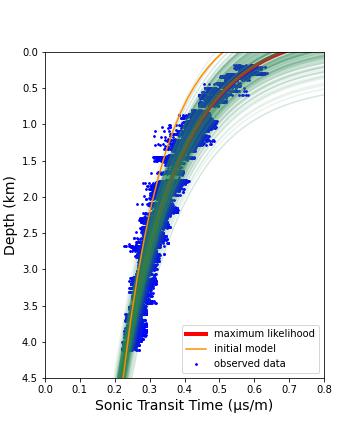 0.0
0.5
1.0
1.5
2.0
2.5
3.0
3.5
4.0
4.5
Depth (km)
maximum likelihood
initial model
observed data
0.0 0.1 0.2 0.3 0.4 0.5 0.6 0.7 0.8
Sonic Transit Time (μs/m)